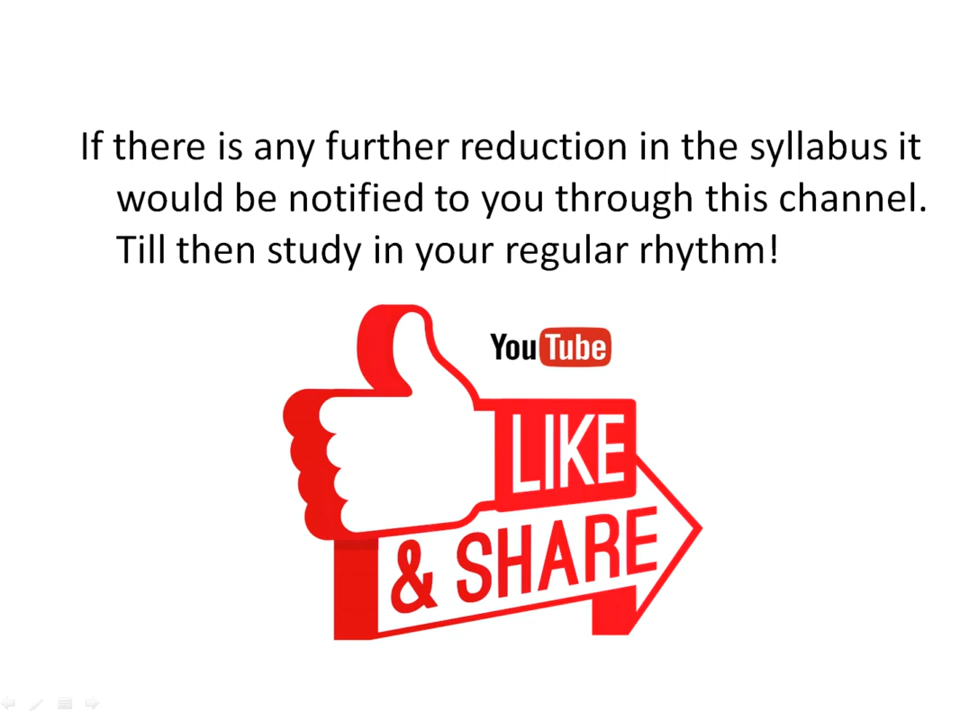 If there is any further reduction in the syllabus it
would be notified to you through this channel.
Till then study in your regular rhythm!
YouTube
LIKE
& SHARE